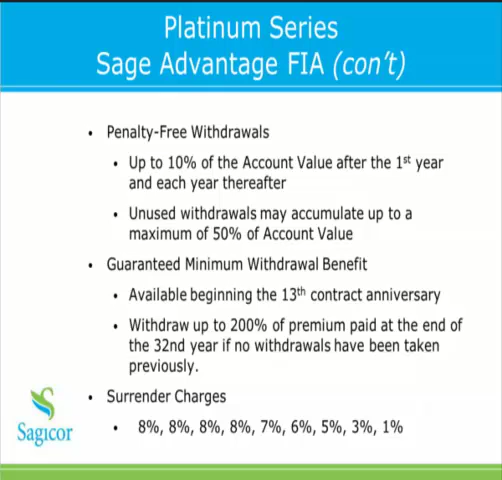 Platinum Series
Sage Advantage FIA (con't)
• Penalty-Free Withdrawals
• Up to 10% of the Account Value after the 1st year
and each year thereafter
• Unused withdrawals may accumulate up to a
maximum of 50% of Account Value
• Guaranteed Minimum Withdrawal Benefit
• Available beginning the 13th contract anniversary
• Withdraw up to 200% of premium paid at the end of
the 32nd year if no withdrawals have been taken
previously.
• Surrender Charges
• 8%, 8%, 8%, 8%, 7%, 6%, 5%, 3%, 1%
Sagicor